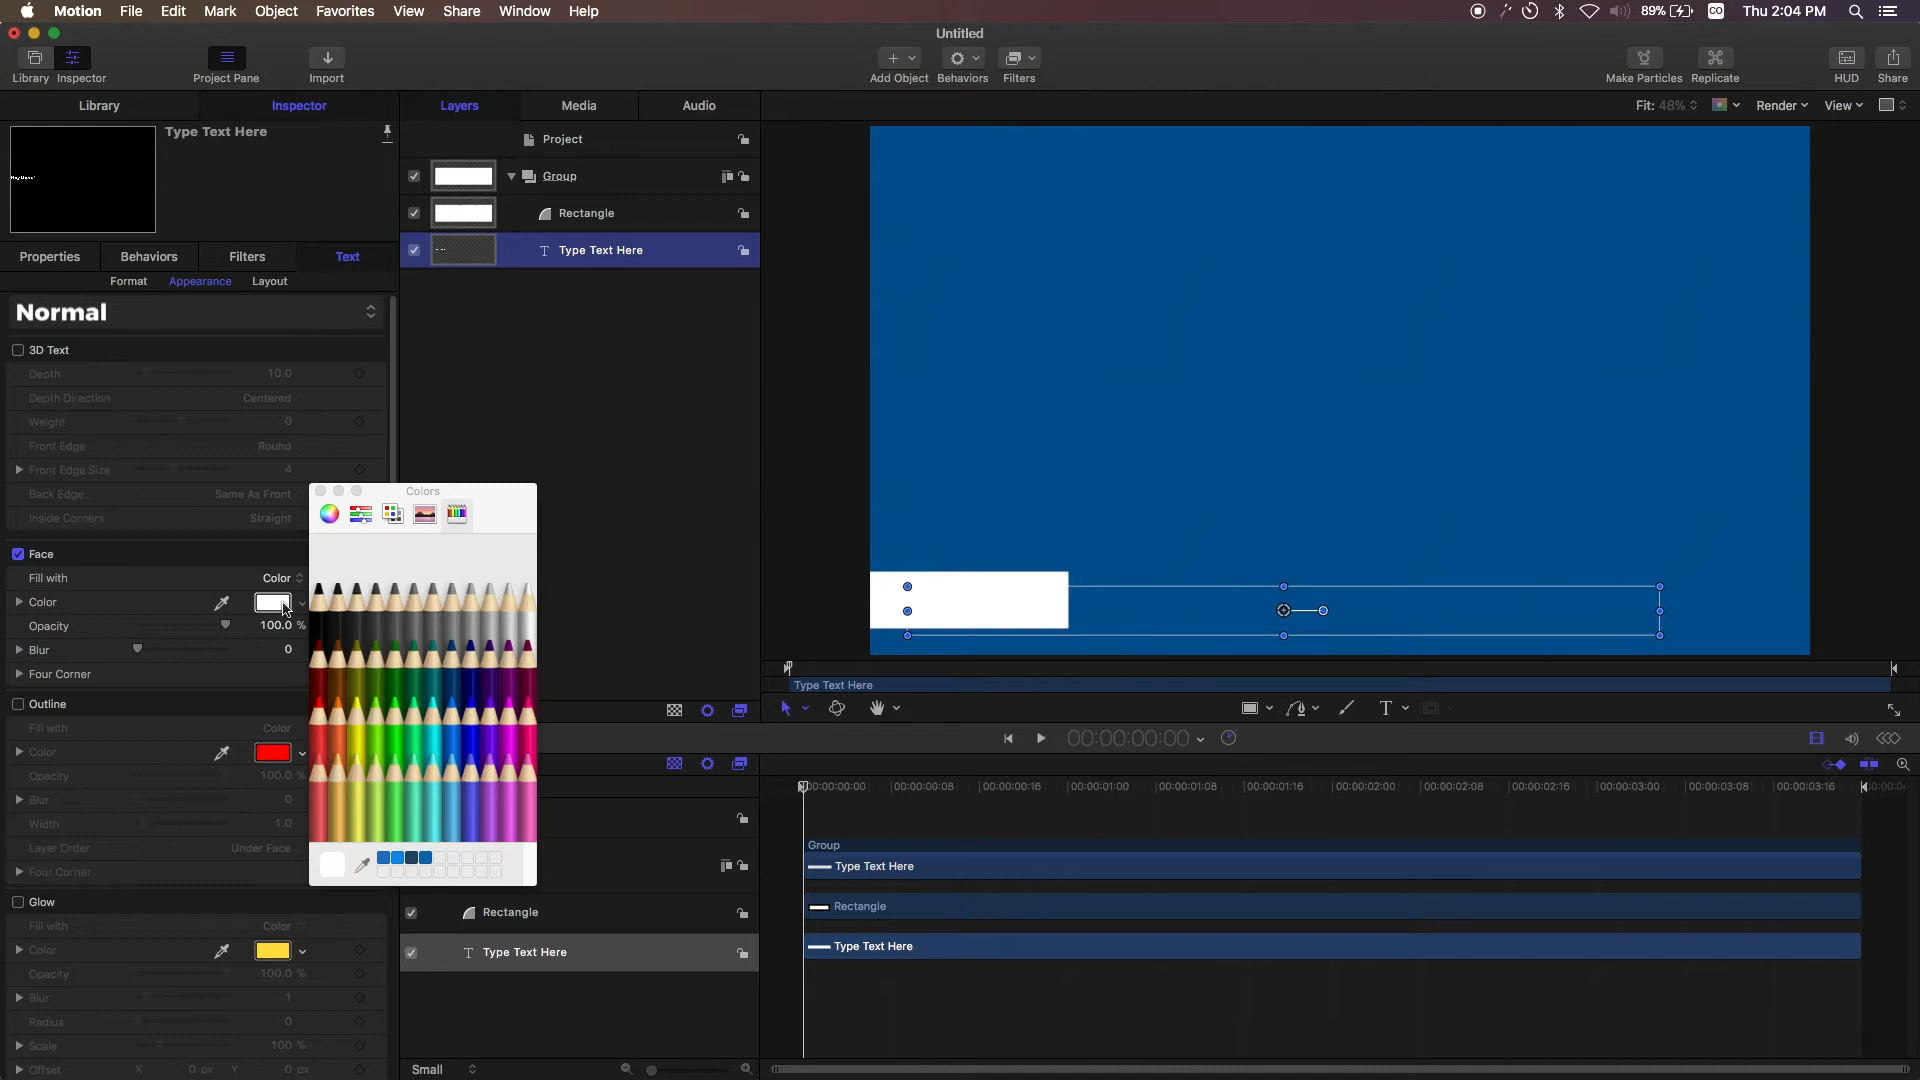 Motion File Edit Mark Object Favorites View Share Window Help 89% Thu 2:04 PM
Untitled
Library Inspector Project Pane Import Add Object Behaviors Filters Make Particles Replicate HUD Share
Library Inspector Layers Media Audio Fit: 48% Render View
Type Text Here
Project
Group
Rectangle
Type Text Here
Properties Behaviors Filters Text
Format Appearance Layout
Normal
3D Text
Depth 10.0
Depth Direction Centered
Weight 0
Front Edge Round
Front Edge Size 4
Back Edge Same As Front
Inside Corners Straight
Colors
Face
Fill with Color
Color
Opacity 100.0 %
Blur 0
Four Corner
Outline
Fill with Color
Color
Opacity 100.0 %
Blur 0
Width 1.0
Layer Order Under Face
Four Corner
Glow
Fill with Color
Color
Opacity 100.0 %
Blur 1
Radius 0
Scale 100 %
Offset X 0 px Y 0 px
Type Text Here
T
00:00:00:00
00:00:00:00 00:00:00:08 00:00:00:16 00:00:01:00 00:00:01:08 00:00:01:16 00:00:02:00 00:00:02:08 00:00:02:16 00:00:03:00 00:00:03:08 00:00:03:16
Group
Type Text Here
Rectangle Rectangle
Type Text Here Type Text Here
Small